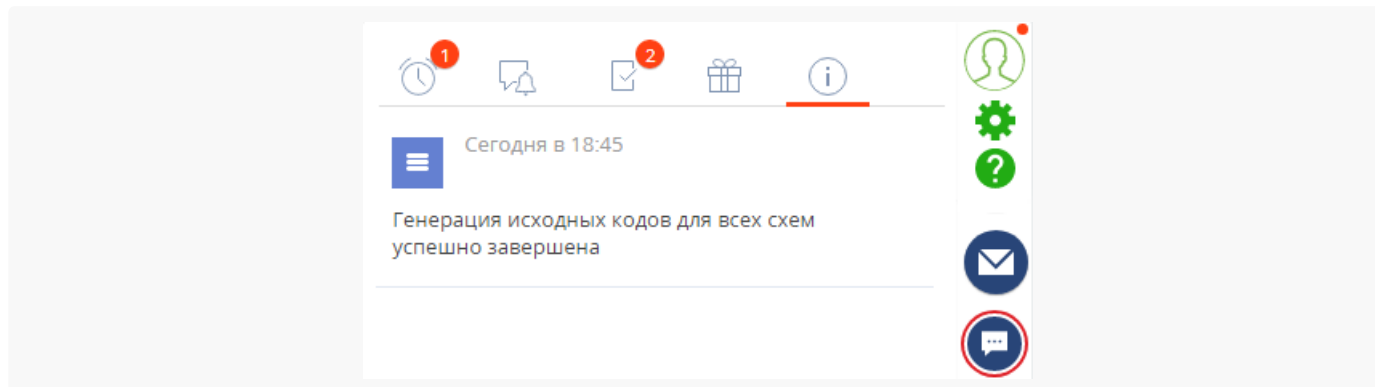 1
2
Сегодня в 18:45
Генерация исходных кодов для всех схем
успешно завершена